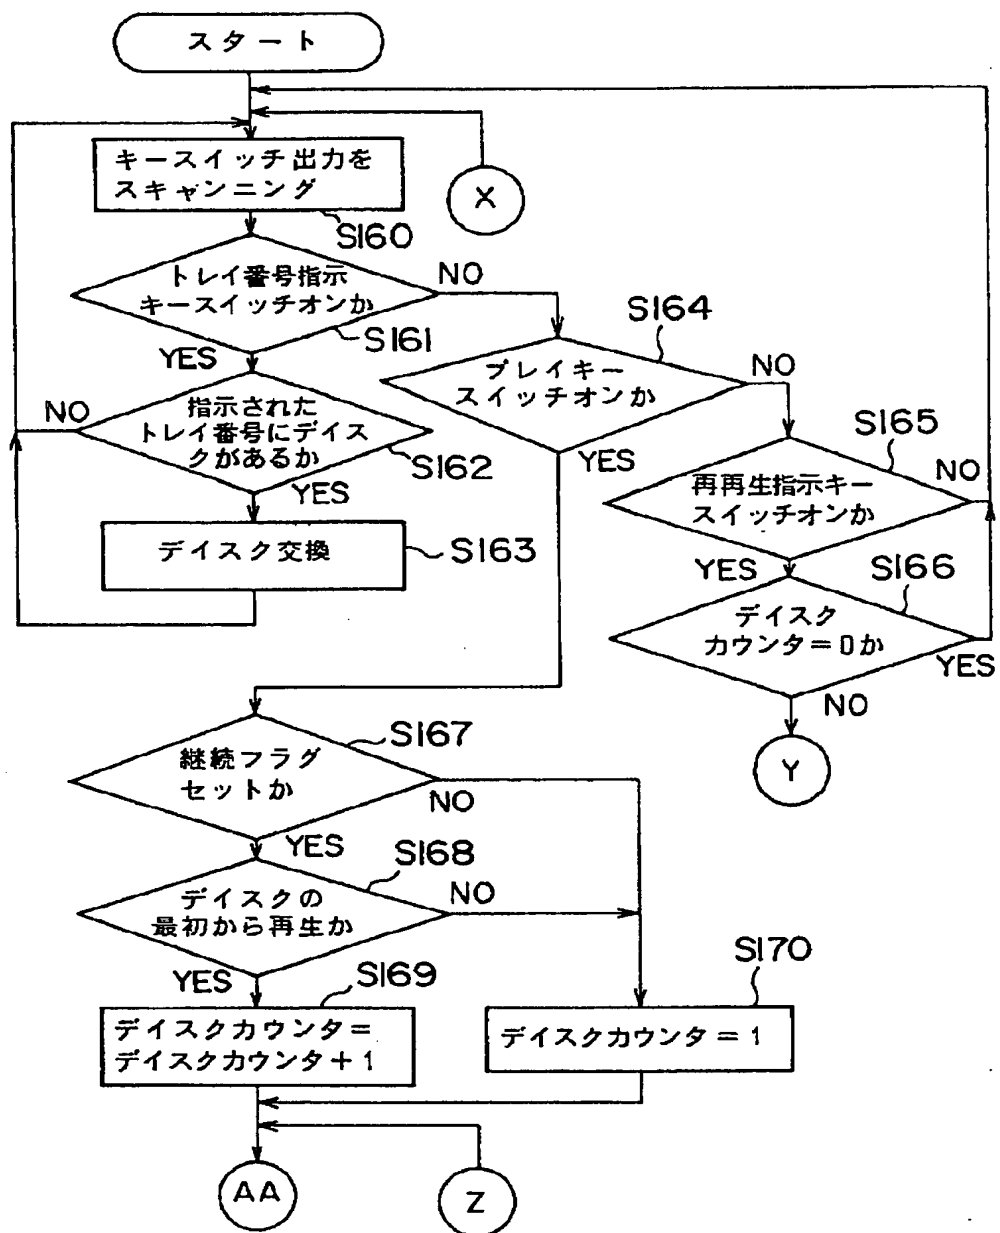 スタート
キースイッチ出力を
スキャンニング
X
S160
トレイ番号指示
キースイッチオンか
NO
S161
YES
S164
プレイキー
スイッチオンか
NO
YES
指示された
トレイ番号にデイス
クがあるか
NO
S162
YES
デイスク交換
S163
S165
再再生指示キー
スイッチオンか
NO
YES
S166
デイスク
カウンタ=0か
YES
NO
Y
S167
継続フラグ
セットか
NO
YES
S168
デイスクの
最初から再生か
NO
YES
S169
デイスクカウンタ=
デイスクカウンタ+1
S170
デイスクカウンタ=1
AA
Z